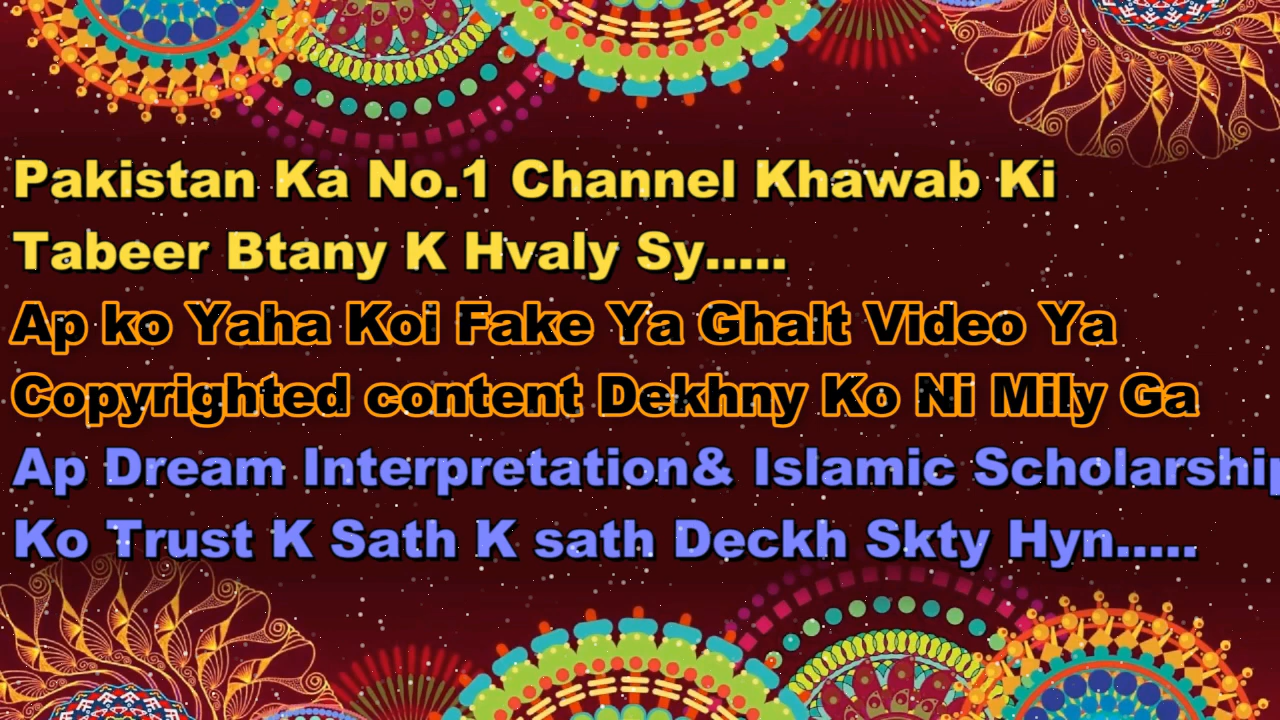 Pakistan Ka No.1 Channel Khawab Ki
Tabeer Btany K Hvaly Sy.....
Ap ko Yaha Koi Fake Ya Ghalt Video Ya
Copyrighted content Dekhny Ko Ni Mily Ga
Ap Dream Interpretation& Islamic Scholarship
Ko Trust K Sath K sath Deckh Skty Hyn.....